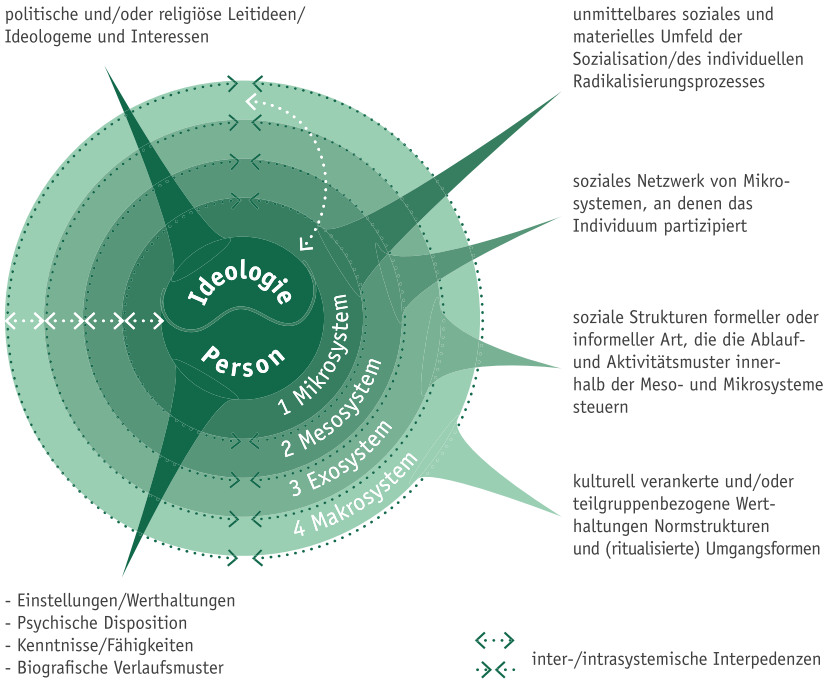 politische und/oder religiöse Leitideen/
Ideologeme und Interessen
unmittelbares soziales und
materielles Umfeld der
Sozialisation/des individuellen
Radikalisierungsprozesses
soziales Netzwerk von Mikro-
systemen, an denen das
Individuum partizipiert
soziale Strukturen formeller oder
informeller Art, die die Ablauf-
und Aktivitätsmuster inner-
halb der Meso- und Mikrosysteme
steuern
kulturell verankerte und/oder
teilgruppenbezogene Wert-
haltungen Normstrukturen
und (ritualisierte) Umgangsformen
Ideologie
Person
1 Mikrosystem
2 Mesosystem
3 Exosystem
4 Makrosystem
- Einstellungen/Werthaltungen
- Psychische Disposition
- Kenntnisse/Fähigkeiten
- Biografische Verlaufsmuster
inter-/intrasystemische Interpedenzen